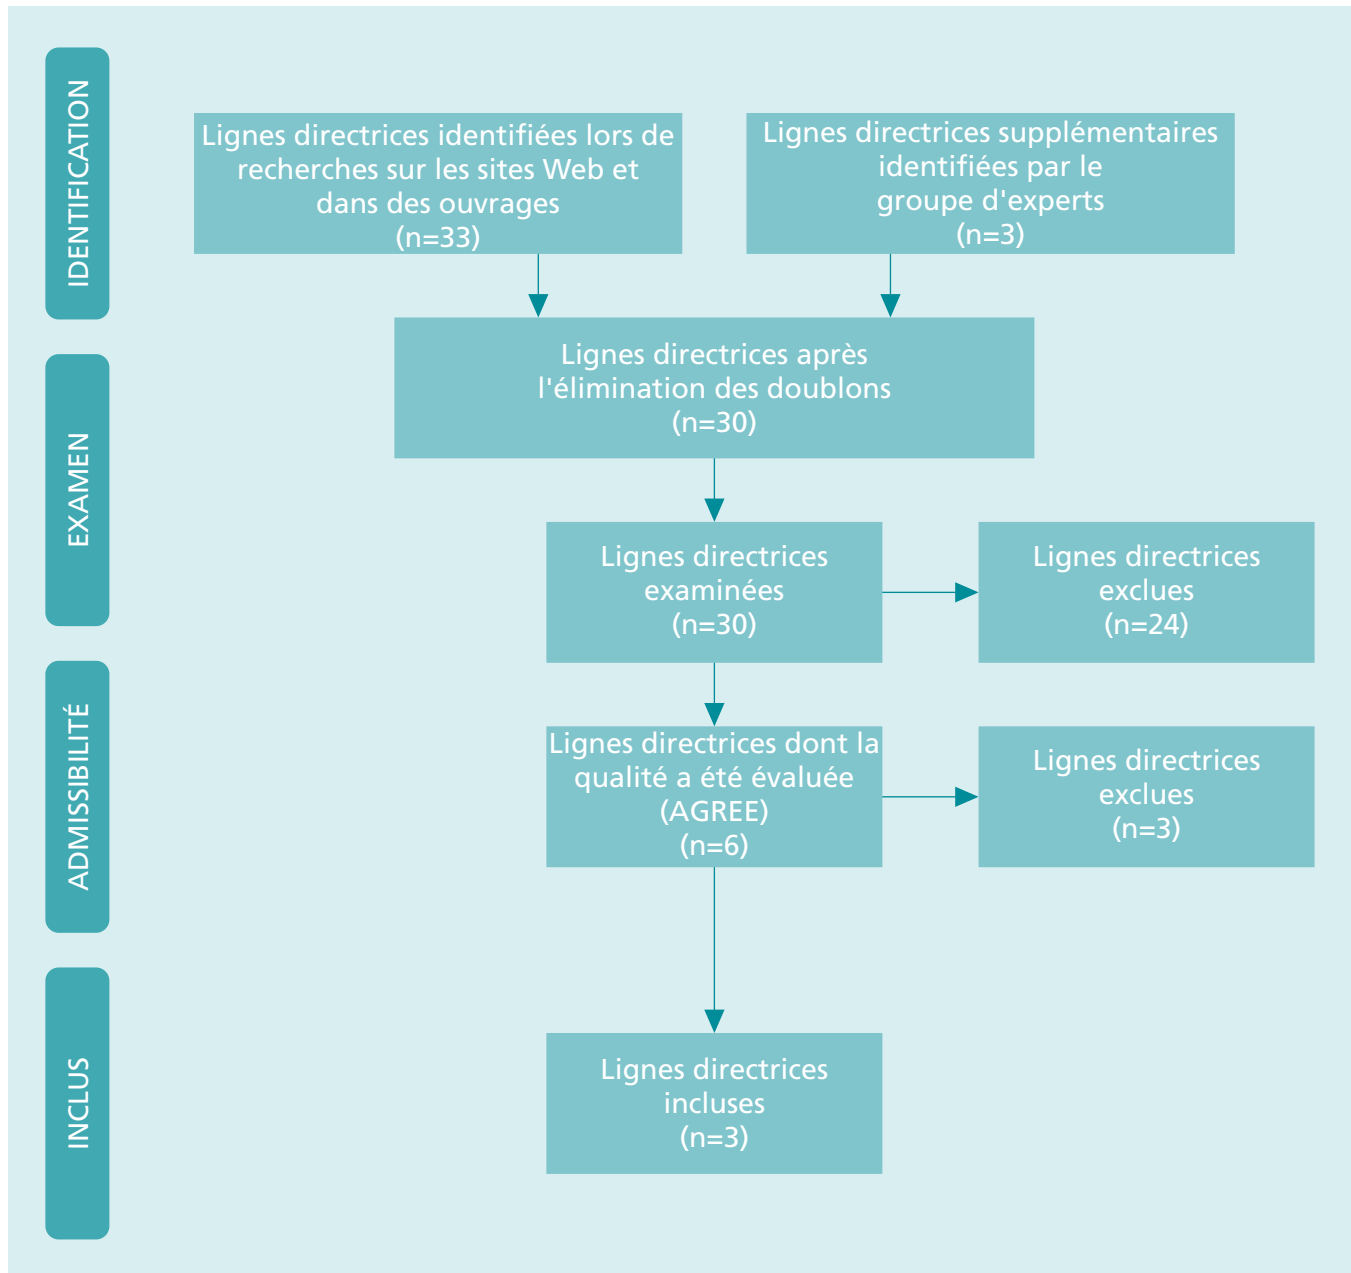 IDENTIFICATION
Lignes directrices identifiées lors de
recherches sur les sites Web et
dans des ouvrages
(n=33)
Lignes directrices supplémentaires
identifiées par le
groupe d'experts
(n=3)
EXAMEN
Lignes directrices après
l'élimination des doublons
(n=30)
Lignes directrices
examinées
(n=30)
Lignes directrices
exclues
(n=24)
ADMISSIBILITÉ
Lignes directrices dont la
qualité a été évaluée
(AGREE)
(n=6)
Lignes directrices
exclues
(n=3)
INCLUS
Lignes directrices
incluses
(n=3)